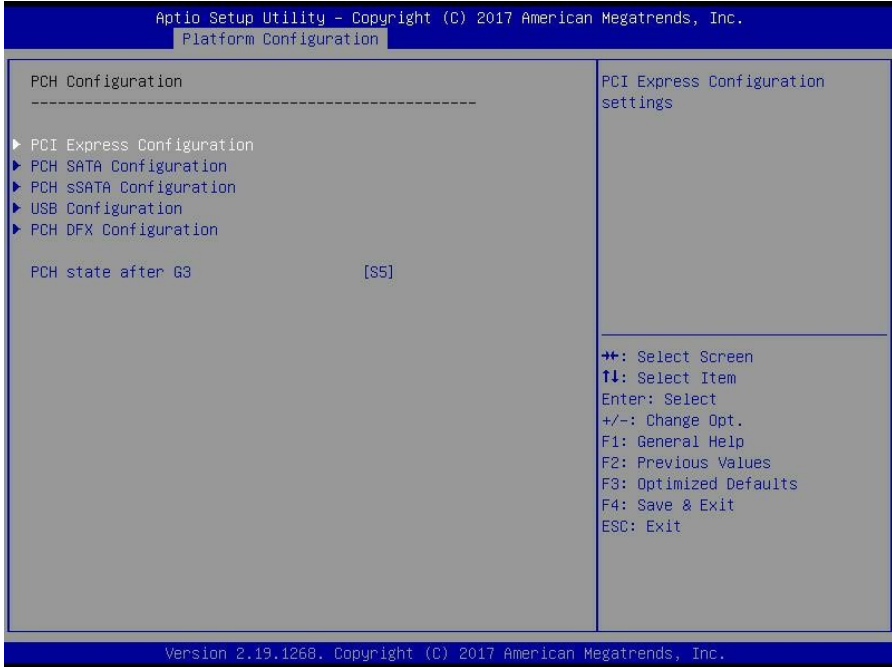 Aptio Setup Utility – Copyright (C) 2017 American Megatrends, Inc.
Platform Configuration
PCH Configuration
--------------------------------------------------
PCI Express Configuration
PCH SATA Configuration
PCH sSATA Configuration
USB Configuration
PCH DFX Configuration
PCH state after G3 [S5]
PCI Express Configuration
settings
→←: Select Screen
↑↓: Select Item
Enter: Select
+/-: Change Opt.
F1: General Help
F2: Previous Values
F3: Optimized Defaults
F4: Save & Exit
ESC: Exit
Version 2.19.1268. Copyright (C) 2017 American Megatrends, Inc.